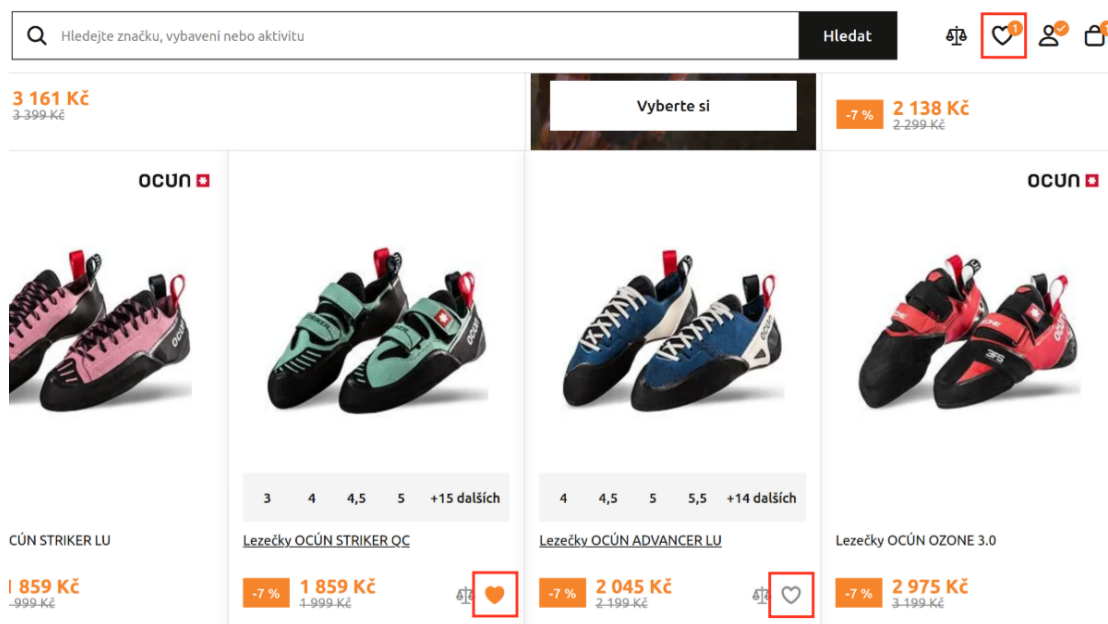 Hledejte značku, vybavení nebo aktivitu
Hledat
1
3 161 Kč
3 399 Kč
Vyberte si
-7 %
2 138 Kč
2 299 Kč
OCÚN
OCÚN
3 4 4,5 5 +15 dalších
4 4,5 5 5,5 +14 dalších
CÚN STRIKER LU
Lezečky OCÚN STRIKER QC
Lezečky OCÚN ADVANCER LU
Lezečky OCÚN OZONE 3.0
1 859 Kč
999 Kč
-7 %
1 859 Kč
1 999 Kč
-7 %
2 045 Kč
2 199 Kč
-7 %
2 975 Kč
3 199 Kč